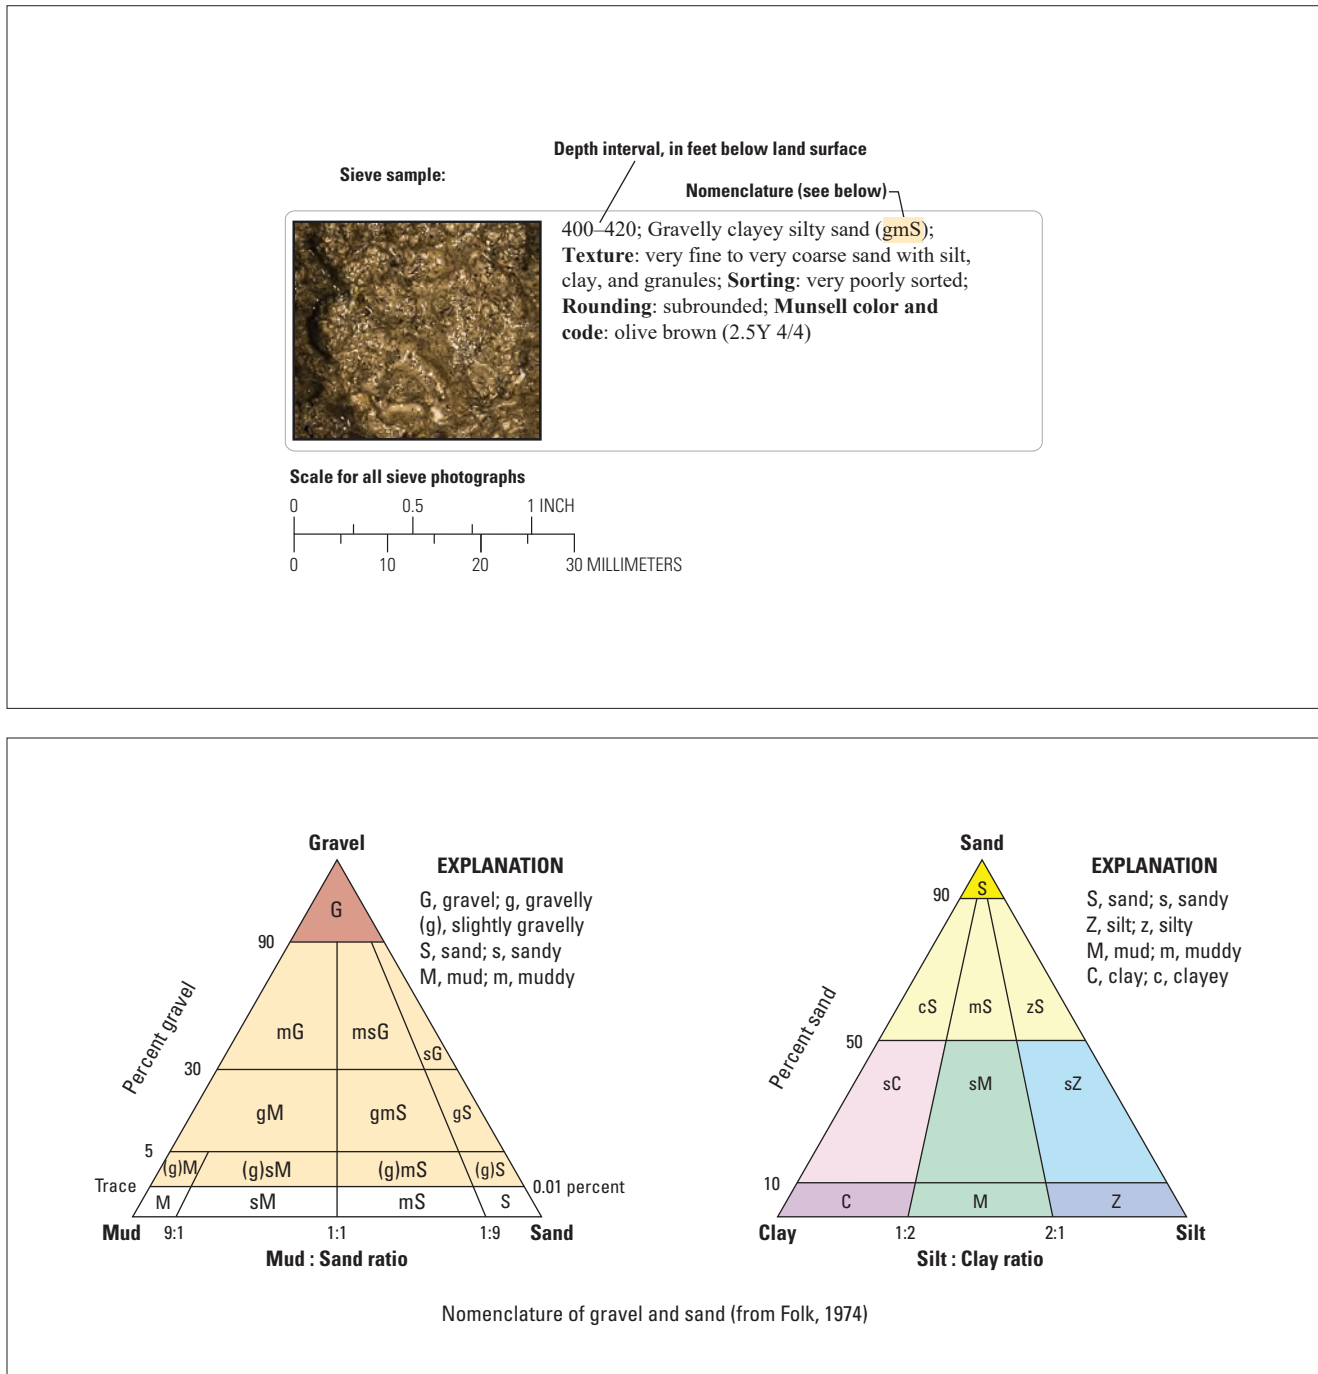 Depth interval, in feet below land surface
Sieve sample:
Nomenclature (see below)
400–420; Gravelly clayey silty sand (gmS);
Texture: very fine to very coarse sand with silt,
clay, and granules; Sorting: very poorly sorted;
Rounding: subrounded; Munsell color and
code: olive brown (2.5Y 4/4)
Scale for all sieve photographs
0 0.5 1 INCH
0 10 20 30 MILLIMETERS
Gravel
EXPLANATION
G, gravel; g, gravelly
(g), slightly gravelly
S, sand; s, sandy
M, mud; m, muddy
G
90
Percent gravel
mG msG sG
30
gM gmS gS
5
(g)M (g)sM (g)mS (g)S
Trace
0.01 percent
M sM mS S
Mud 9:1 1:1 1:9 Sand
Mud : Sand ratio
Sand
EXPLANATION
S, sand; s, sandy
Z, silt; z, silty
M, mud; m, muddy
C, clay; c, clayey
90
S
Percent sand
cS mS zS
50
sC sM sZ
10
C M Z
Clay 1:2 2:1 Silt
Silt : Clay ratio
Nomenclature of gravel and sand (from Folk, 1974)